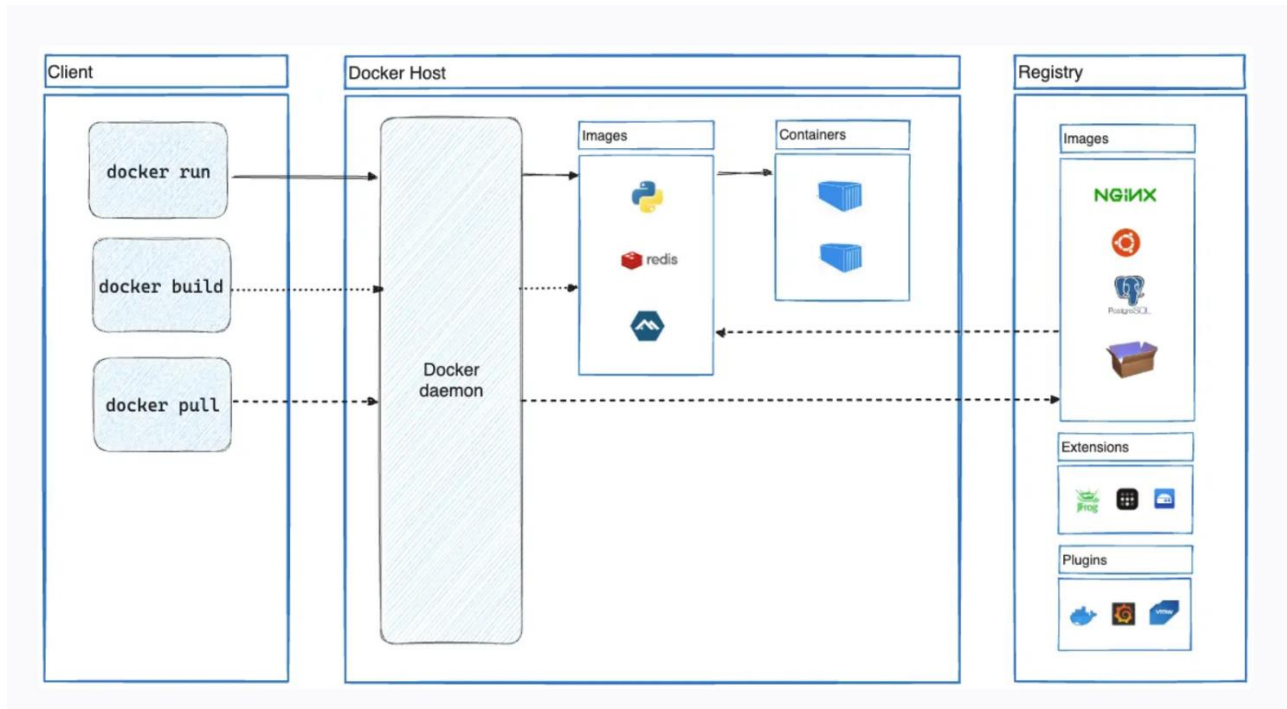 Client
docker run
docker build
docker pull
Docker Host
Docker
daemon
Images
redis
Containers
Registry
Images
NGINX
PostgreSQL
Extensions
JFrog
Plugins